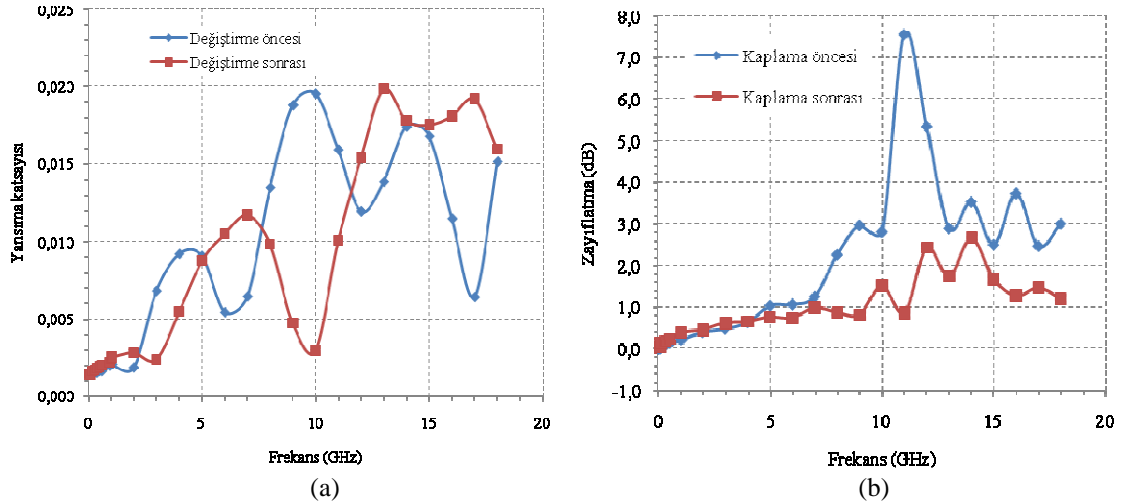 0,025
0,020
0,015
0,010
0,005
0,000
Yansıma katsayısı
Değiştirme öncesi
Değiştirme sonrası
0 5 10 15 20
Frekans (GHz)
(a)
8,0
7,0
6,0
5,0
4,0
3,0
2,0
1,0
0,0
-1,0
Zayıflatma (dB)
Kaplama öncesi
Kaplama sonrası
0 5 10 15 20
Frekans (GHz)
(b)